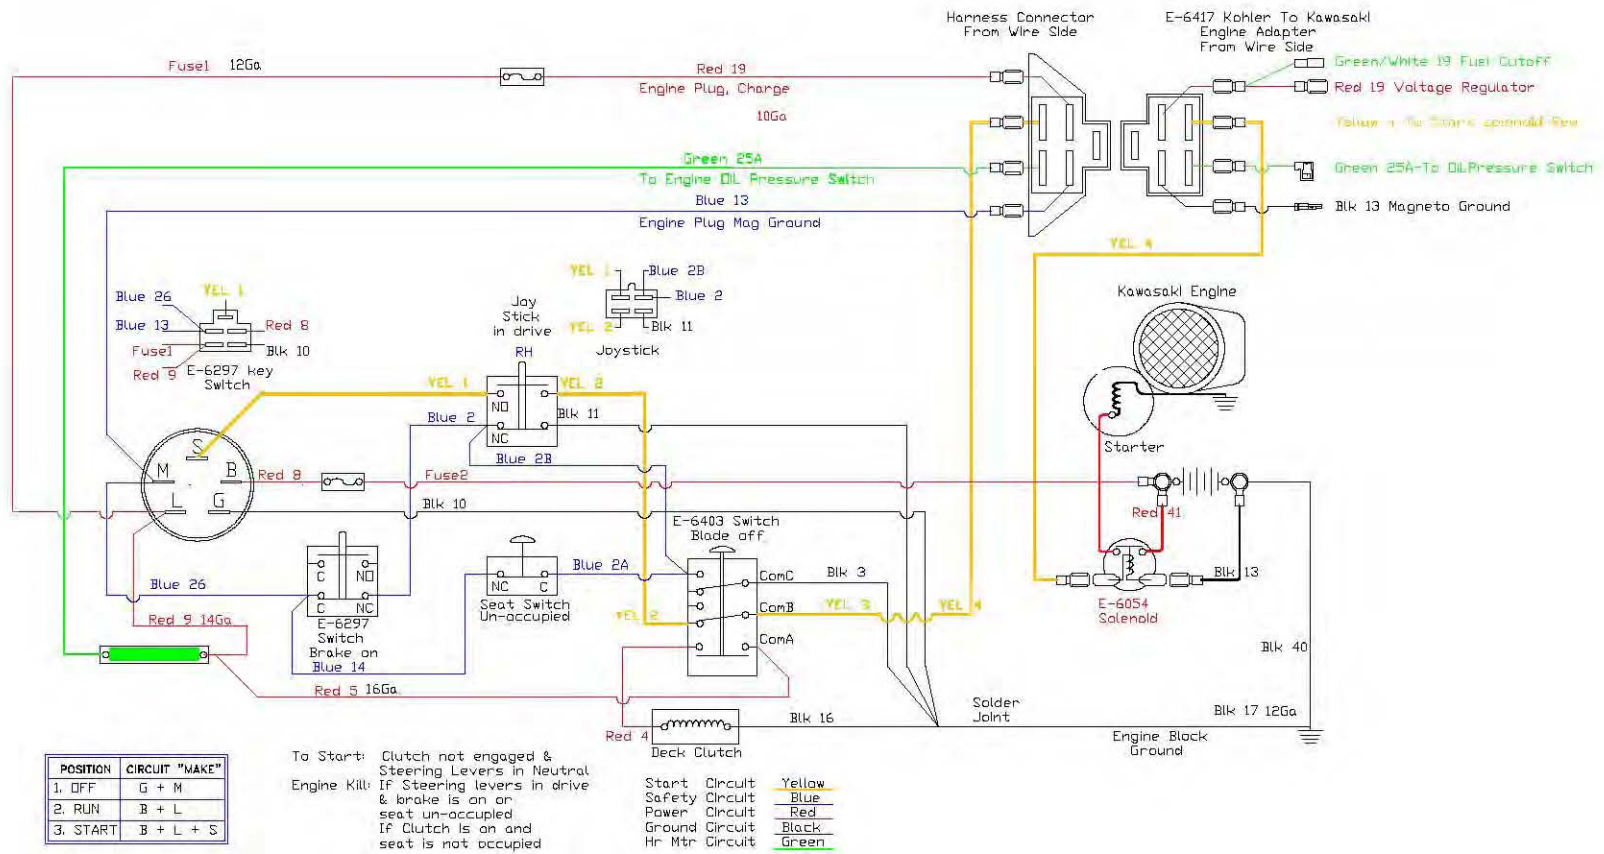 Harness Connector
From Wire Side
E-6417 Kohler To Kawasaki
Engine Adapter
From Wire Side
Green/White 19 Fuel Cutoff
Fuse1 12Ga
Red 19
Engine Plug, Charge
10Ga
Red 19 Voltage Regulator
Green 25A
To Engine OIL Pressure Switch
Green 25A-To OILPressure Switch
Blue 13
Engine Plug Mag Ground
Blk 13 Magneto Ground
YEL 4
Blue 26
YEL 1
Blue 13
Red 8
Fuse1
Blk 10
Red 9
E-6297 key
Switch
YEL 1
Blue 2B
Blue 2
YEL 2
Blk 11
Joystick
Joy
Stick
in drive
RH
Kawasaki Engine
YEL 1
YEL 2
NO
Blue 2
Blk 11
NC
Blue 2B
Starter
S
M
B
L
G
Red 8
Fuse2
Blk 10
Red 41
E-6403 Switch
Blade off
C
NO
C
NC
Blue 26
E-6297
Switch
Brake on
NC
C
Seat Switch
Un-occupied
Blue 2A
ComC
Blk 3
ComB
YEL 3
YEL 4
YEL 2
ComA
Blk 13
E-6054
Solenoid
Red 9 14Ga
Blue 14
Red 5 16Ga
Blk 40
Red 4
Deck Clutch
Blk 16
Solder
Joint
Blk 17 12Ga
Engine Block
Ground
POSITION CIRCUIT "MAKE"
1. OFF G + M
2. RUN B + L
3. START B + L + S
To Start: Clutch not engaged &
Steering Levers in Neutral
Engine Kill: If Steering levers in drive
& brake is on or
seat un-occupied
If Clutch is on and
seat is not occupied
Start Circuit Yellow
Safety Circuit Blue
Power Circuit Red
Ground Circuit Black
Hr Mtr Circuit Green